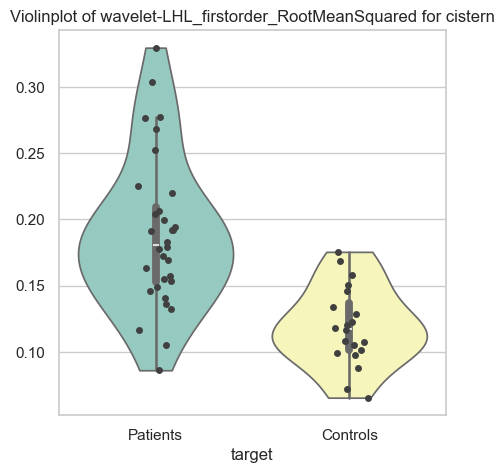 Violinplot of wavelet-LHL_firstorder_RootMeanSquared for cistern
0.30
0.25
0.20
0.15
0.10
Patients
Controls
target